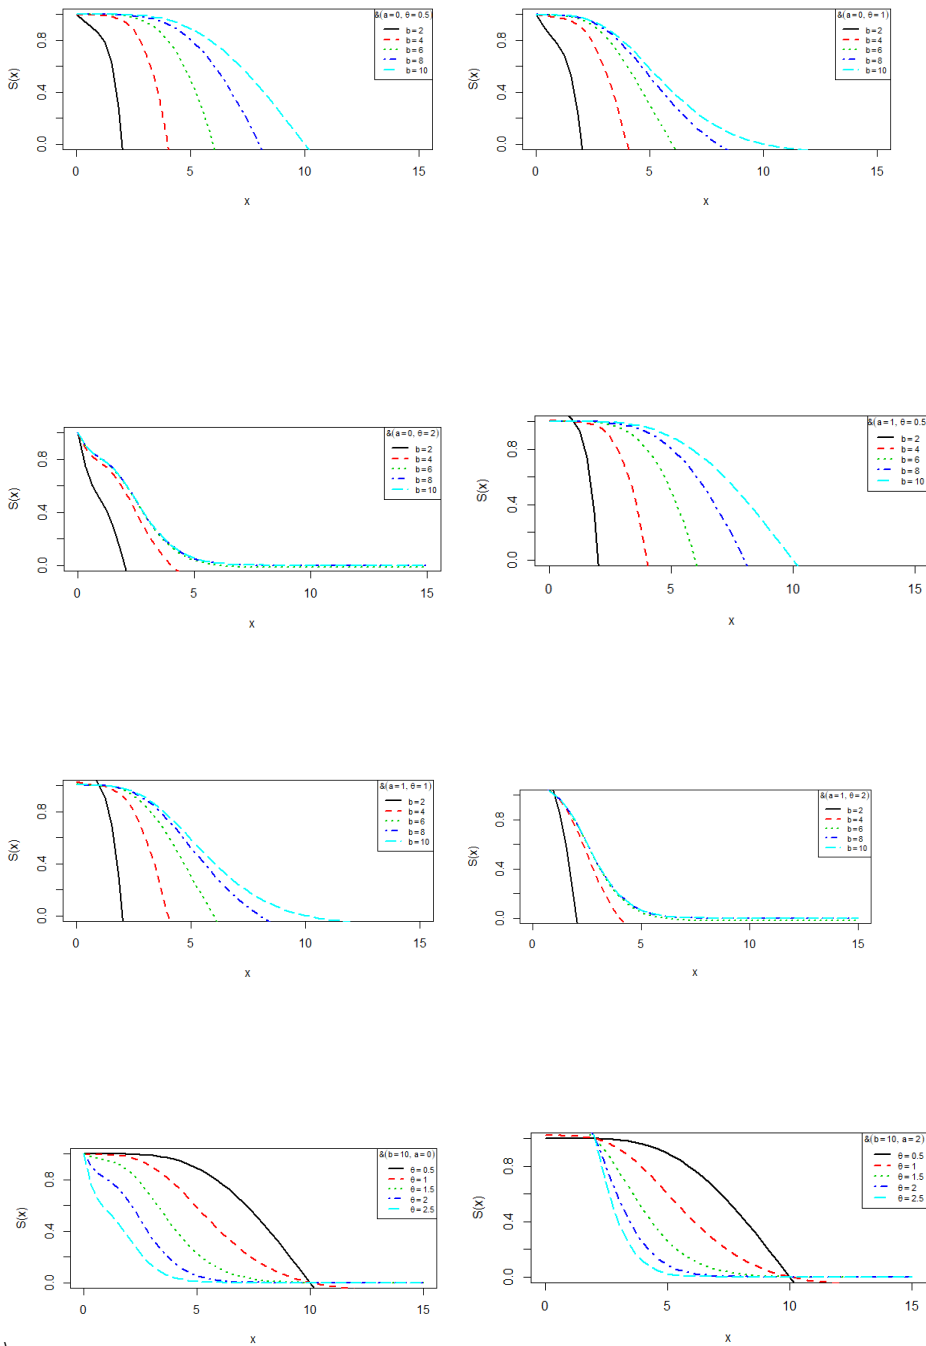 &(a=0, θ=0.5)
b=2
b=4
b=6
b=8
b=10
S(x)
0.8
0.4
0.0
0 5 10 15
x
&(a=0, θ=1)
b=2
b=4
b=6
b=8
b=10
S(x)
0.8
0.4
0.0
0 5 10 15
x
&(a=0, θ=2)
b=2
b=4
b=6
b=8
b=10
S(x)
0.8
0.4
0.0
0 5 10 15
x
&(a=1, θ=0.5
b=2
b=4
b=6
b=8
b=10
S(x)
0.8
0.4
0.0
0 5 10 15
x
&(a=1, θ=1)
b=2
b=4
b=6
b=8
b=10
S(x)
0.8
0.4
0.0
0 5 10 15
x
&(a=1, θ=2)
b=2
b=4
b=6
b=8
b=10
S(x)
0.8
0.4
0.0
0 5 10 15
x
&(b=10, a=0)
θ=0.5
θ=1
θ=1.5
θ=2
θ=2.5
S(x)
0.8
0.4
0.0
0 5 10 15
x
&(b=10, a=2)
θ=0.5
θ=1
θ=1.5
θ=2
θ=2.5
S(x)
0.8
0.4
0.0
0 5 10 15
x